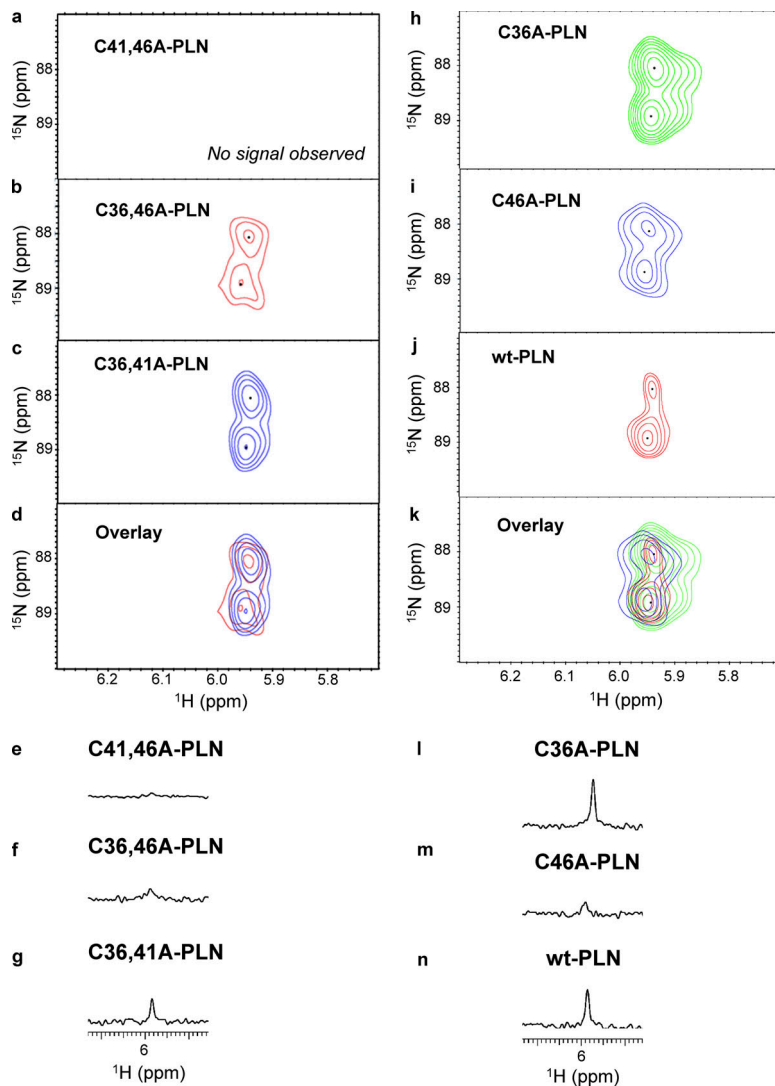 a
C41,46A-PLN
88
89
15N (ppm)
No signal observed
b
C36,46A-PLN
88
89
15N (ppm)
c
C36,41A-PLN
88
89
15N (ppm)
d
Overlay
88
89
15N (ppm)
6.2 6.1 6.0 5.9 5.8
1H (ppm)
e
C41,46A-PLN
f
C36,46A-PLN
g
C36,41A-PLN
6
1H (ppm)
h
C36A-PLN
88
89
15N (ppm)
i
C46A-PLN
88
89
15N (ppm)
j
wt-PLN
88
89
15N (ppm)
k
Overlay
88
89
15N (ppm)
6.2 6.1 6.0 5.9 5.8
1H (ppm)
l
C36A-PLN
m
C46A-PLN
n
wt-PLN
6
1H (ppm)